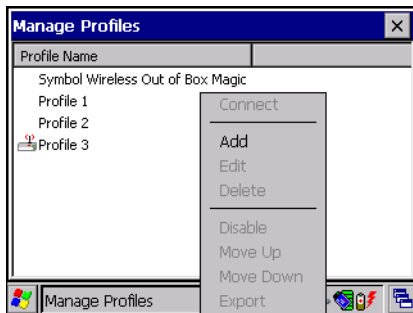 Manage Profiles
Profile Name
Symbol Wireless Out of Box Magic
Profile 1
Profile 2
Profile 3
Connect
Add
Edit
Delete
Disable
Move Up
Move Down
Export
Manage Profiles